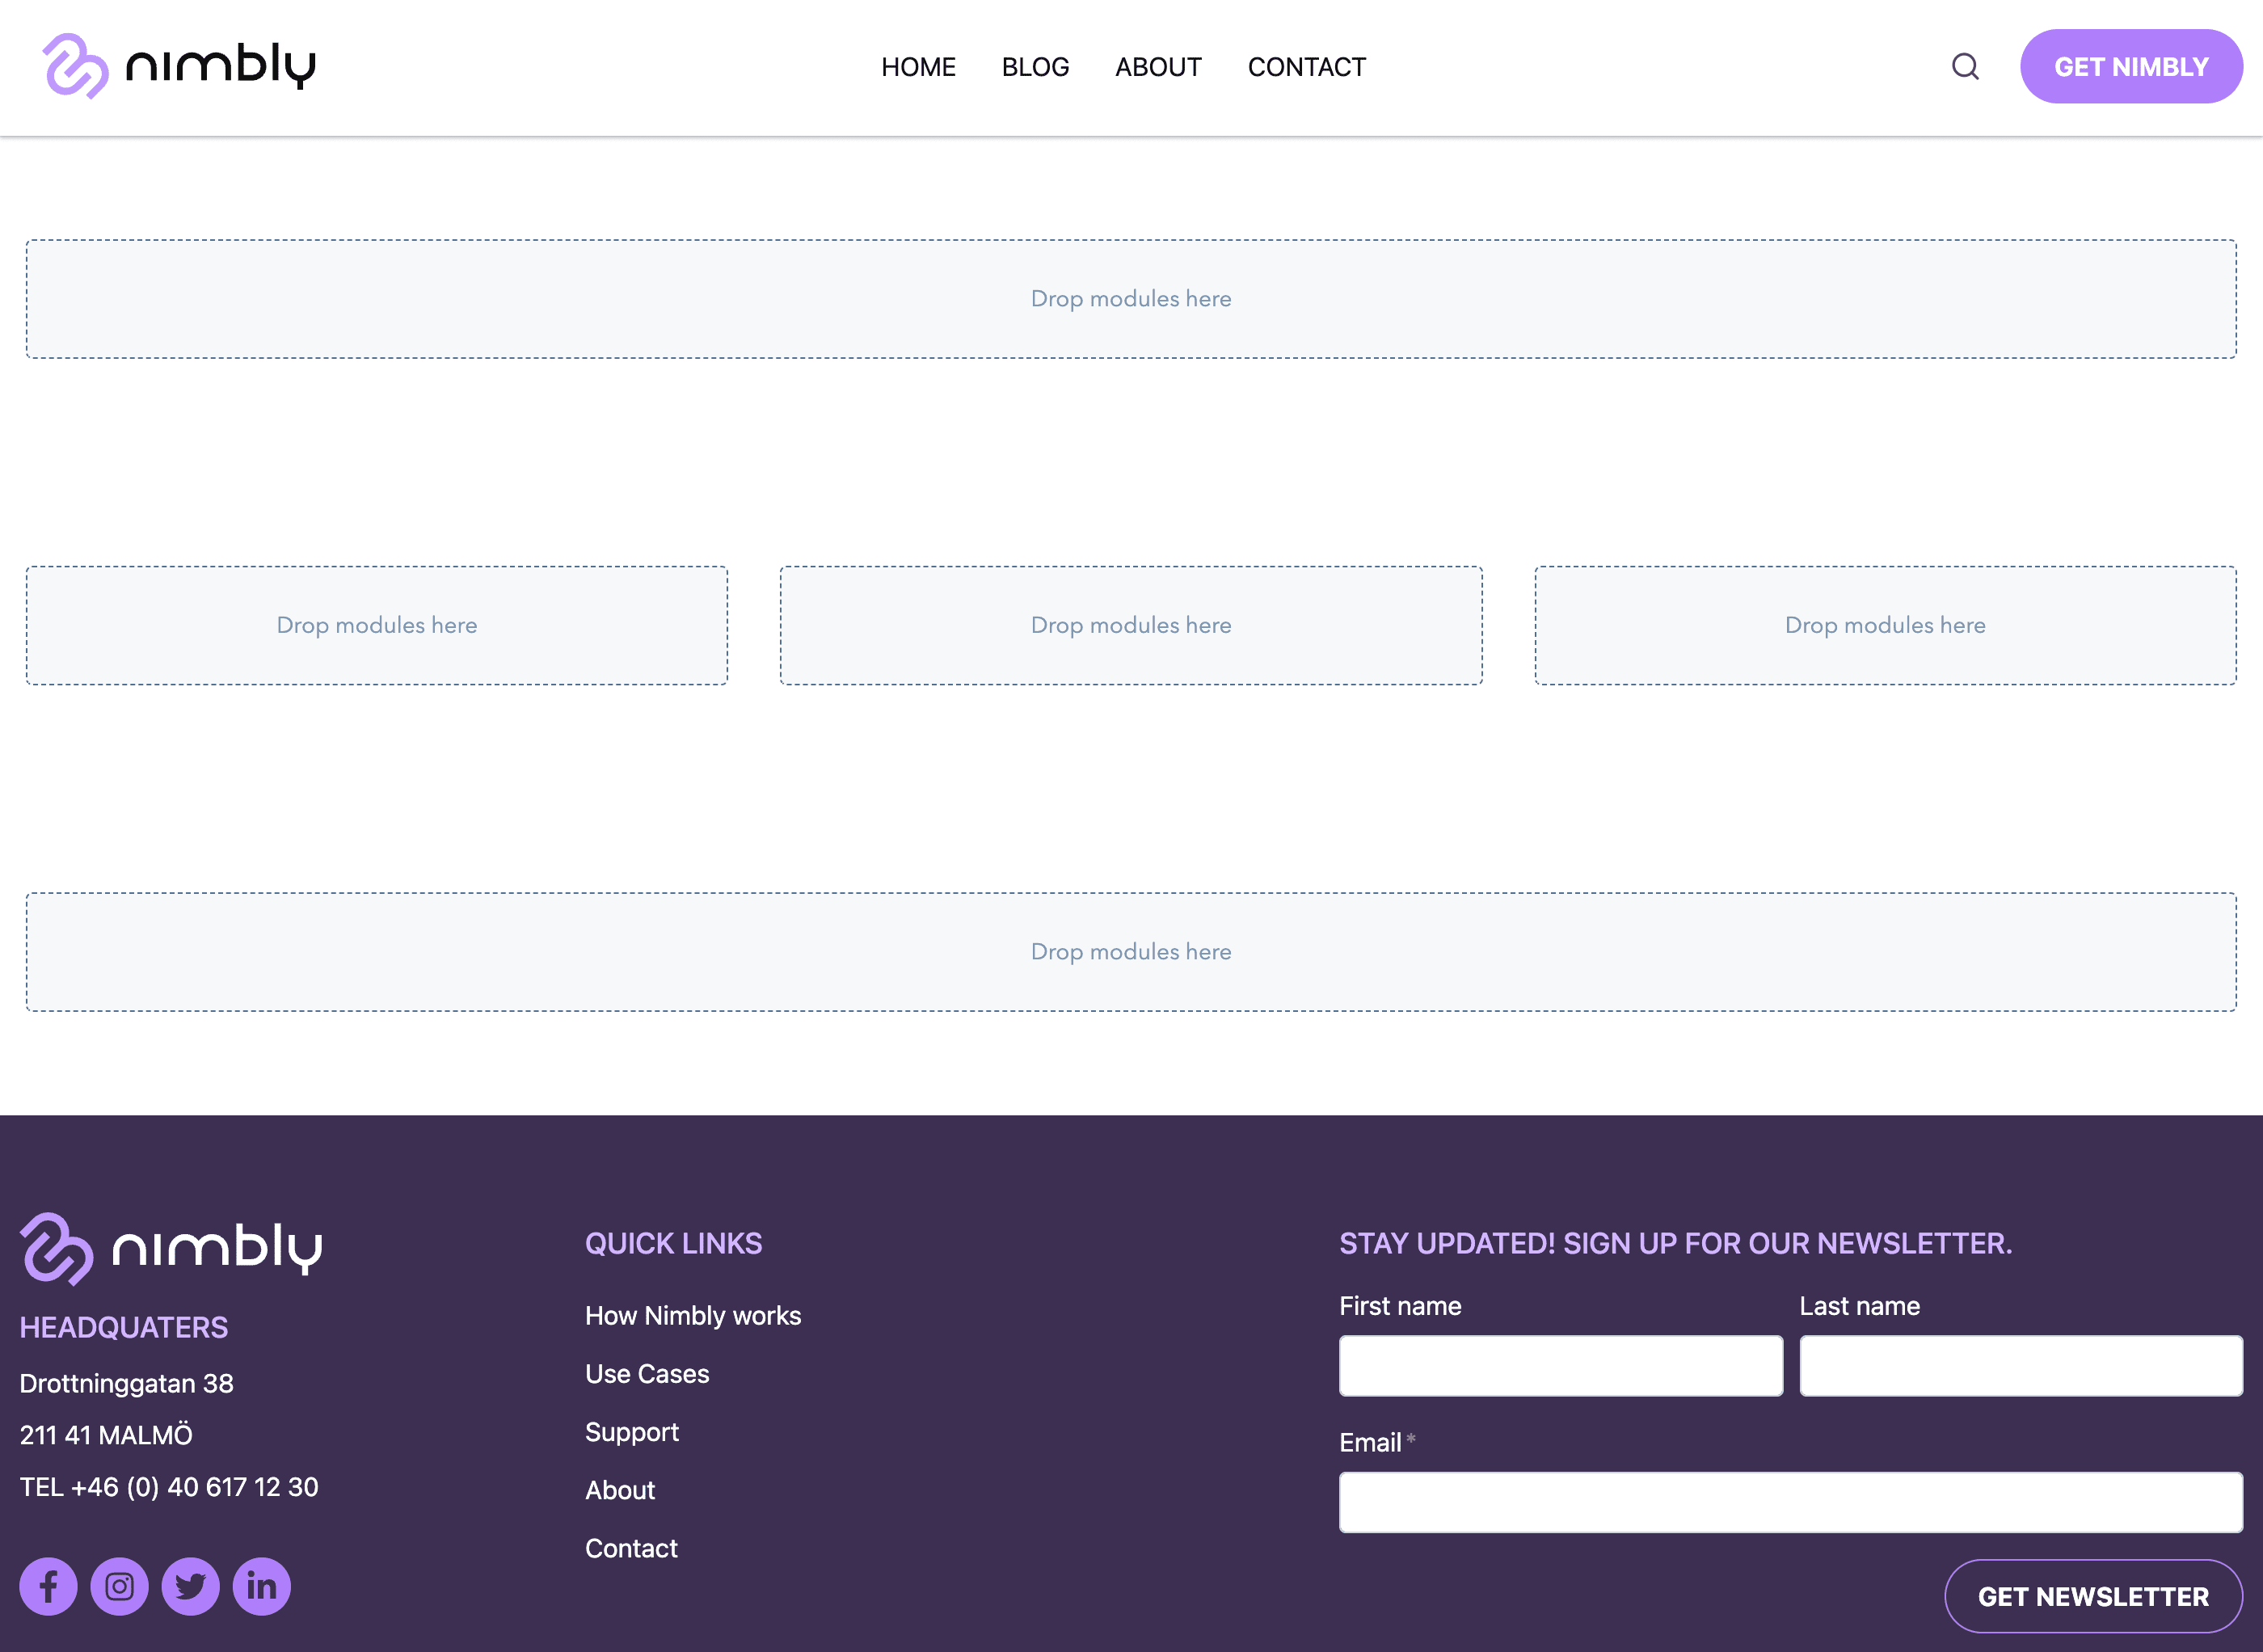 nimbly
HOME BLOG ABOUT CONTACT
GET NIMBLY
Drop modules here
Drop modules here
Drop modules here
Drop modules here
Drop modules here
nimbly
HEADQUATERS
Drottninggatan 38
211 41 MALMÖ
TEL +46 (0) 40 617 12 30
QUICK LINKS
How Nimbly works
Use Cases
Support
About
Contact
STAY UPDATED! SIGN UP FOR OUR NEWSLETTER.
First name
Last name
Email*
GET NEWSLETTER